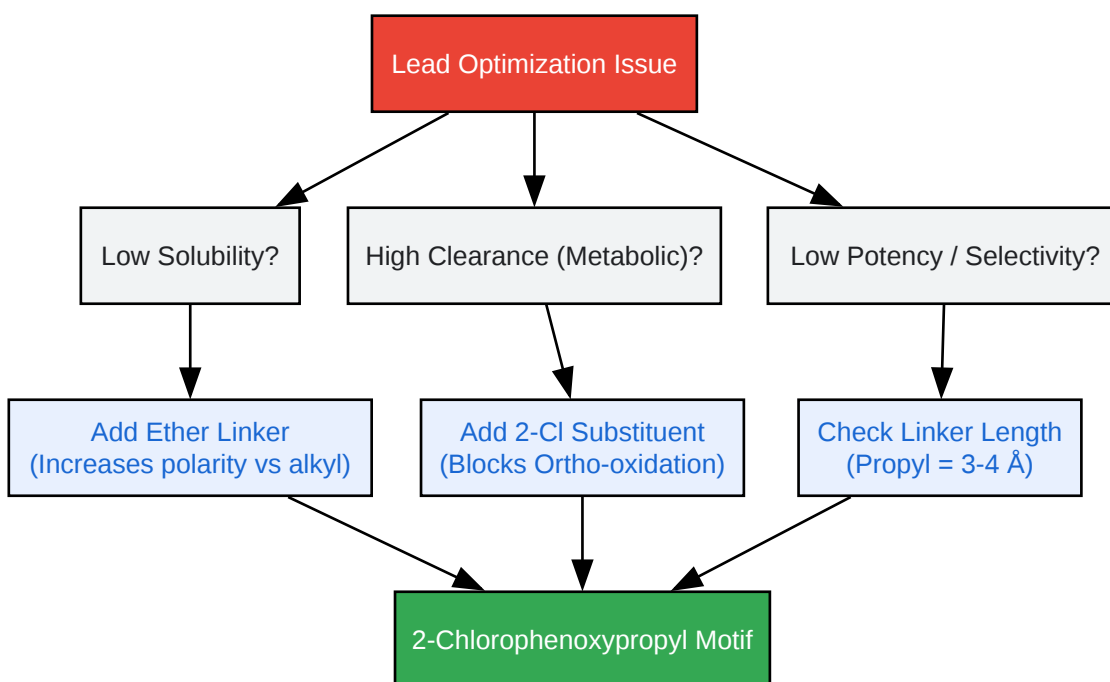 Lead Optimization Issue
Low Solubility?
High Clearance (Metabolic)?
Low Potency / Selectivity?
Add Ether Linker
(Increases polarity vs alkyl)
Add 2-Cl Substituent
(Blocks Ortho-oxidation)
Check Linker Length
(Propyl = 3-4 Å)
2-Chlorophenoxypropyl Motif